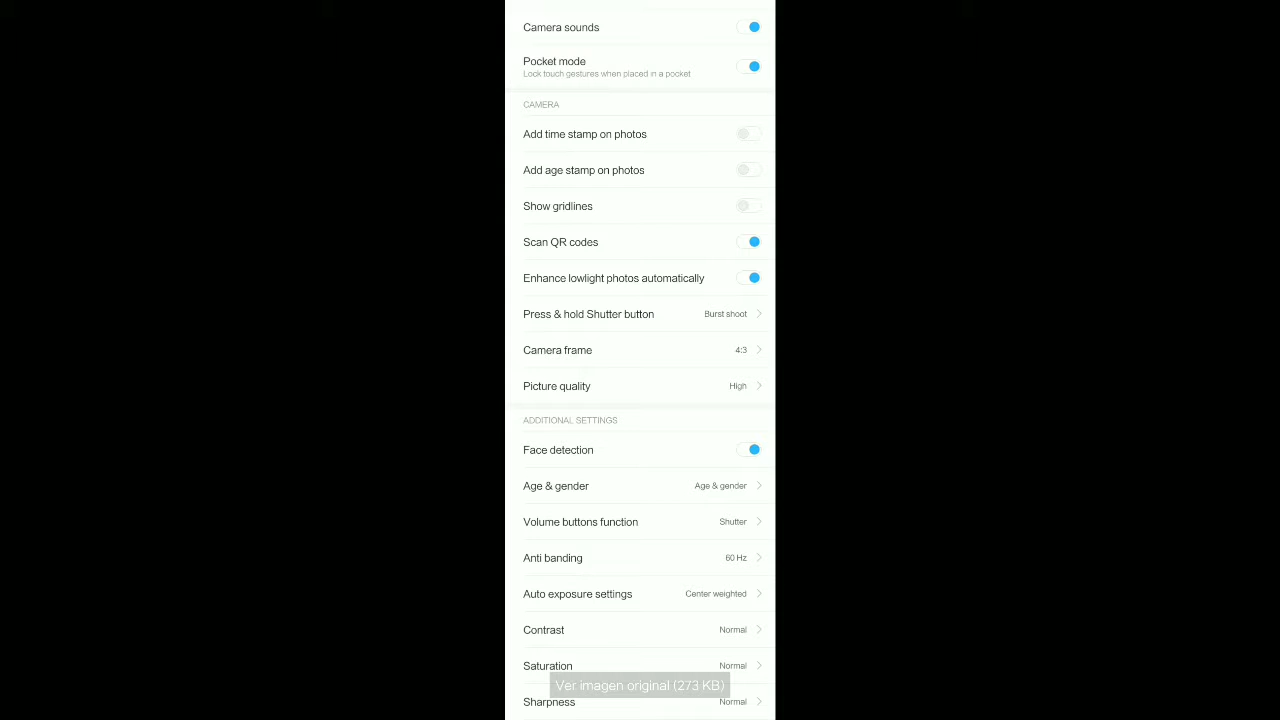 Camera sounds
Pocket mode
Lock touch gestures when placed in a pocket
CAMERA
Add time stamp on photos
Add age stamp on photos
Show gridlines
Scan QR codes
Enhance lowlight photos automatically
Press & hold Shutter button Burst shoot
Camera frame 4:3
Picture quality High
ADDITIONAL SETTINGS
Face detection
Age & gender Age & gender
Volume buttons function Shutter
Anti banding 60 Hz
Auto exposure settings Center weighted
Contrast Normal
Saturation Normal
Ver imagen original (273 KB)
Sharpness Normal